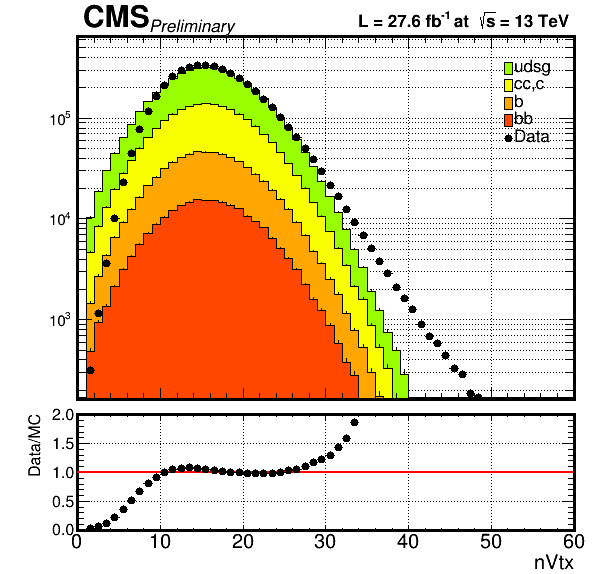 CMS Preliminary L = 27.6 fb⁻¹ at √s = 13 TeV
udsg
cc,c
b
bb
Data
10⁵
10⁴
10³
Data/MC
2.0
1.5
1.0
0.5
0.0
0 10 20 30 40 50 60
nVtx